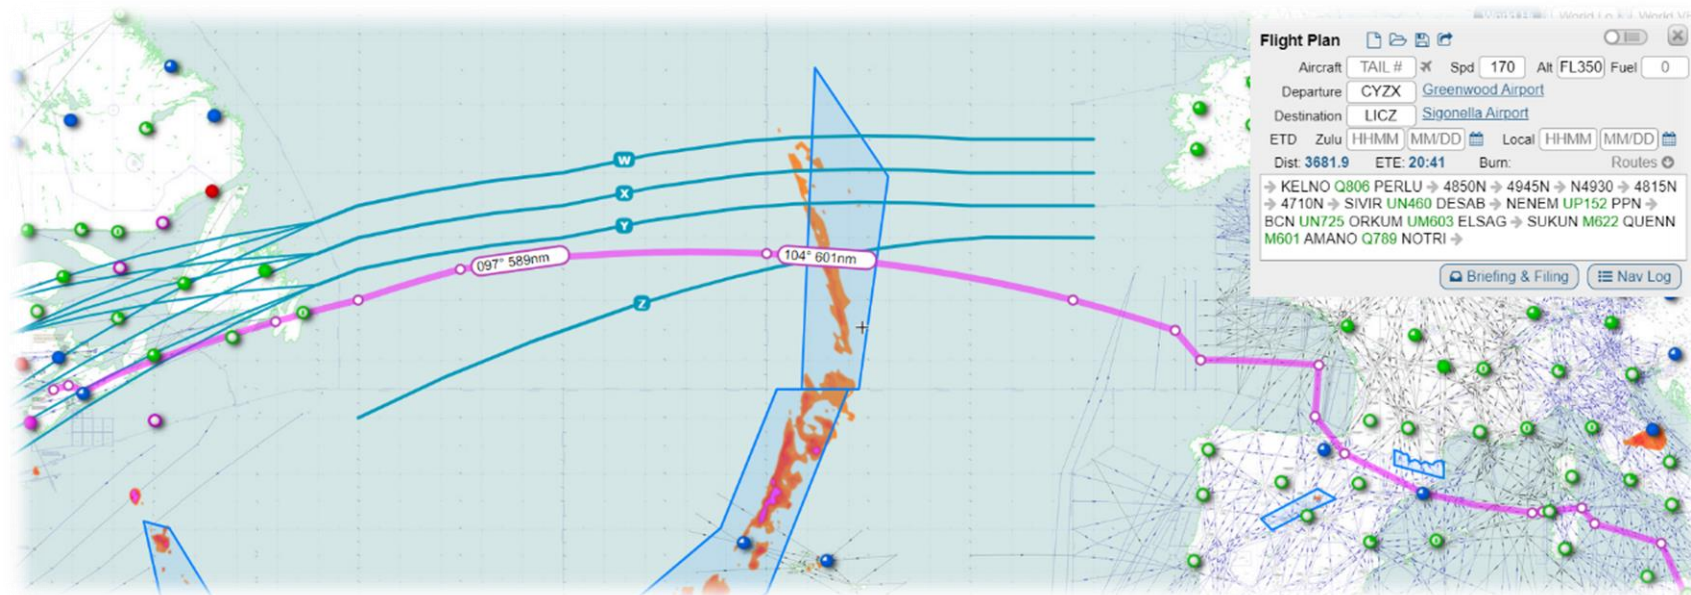 W
X
Y
Z
097° 589nm
104° 601nm
Flight Plan
Aircraft TAIL # Spd 170 Alt FL350 Fuel 0
Departure CYZX Greenwood Airport
Destination LICZ Sigonella Airport
ETD Zulu HHMM MM/DD Local HHMM MM/DD
Dist: 3681.9 ETE: 20:41 Burn: Routes
→ KELNO Q806 PERLU → 4850N → 4945N → N4930 → 4815N
→ 4710N → SIVIR UN460 DESAB → NENEM UP152 PPN →
BCN UN725 ORKUM UM603 ELSAG → SUKUN M622 QUENN
M601 AMANO Q789 NOTRI →
Briefing & Filing Nav Log